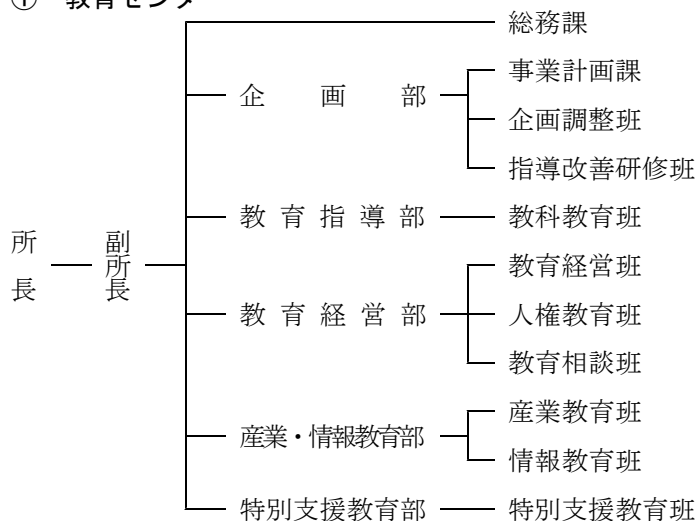 ① 教育センター
総務課
企画部
事業計画課
企画調整班
指導改善研修班
教育指導部
教科教育班
所長
副所長
教育経営部
教育経営班
人権教育班
教育相談班
産業・情報教育部
産業教育班
情報教育班
特別支援教育部
特別支援教育班